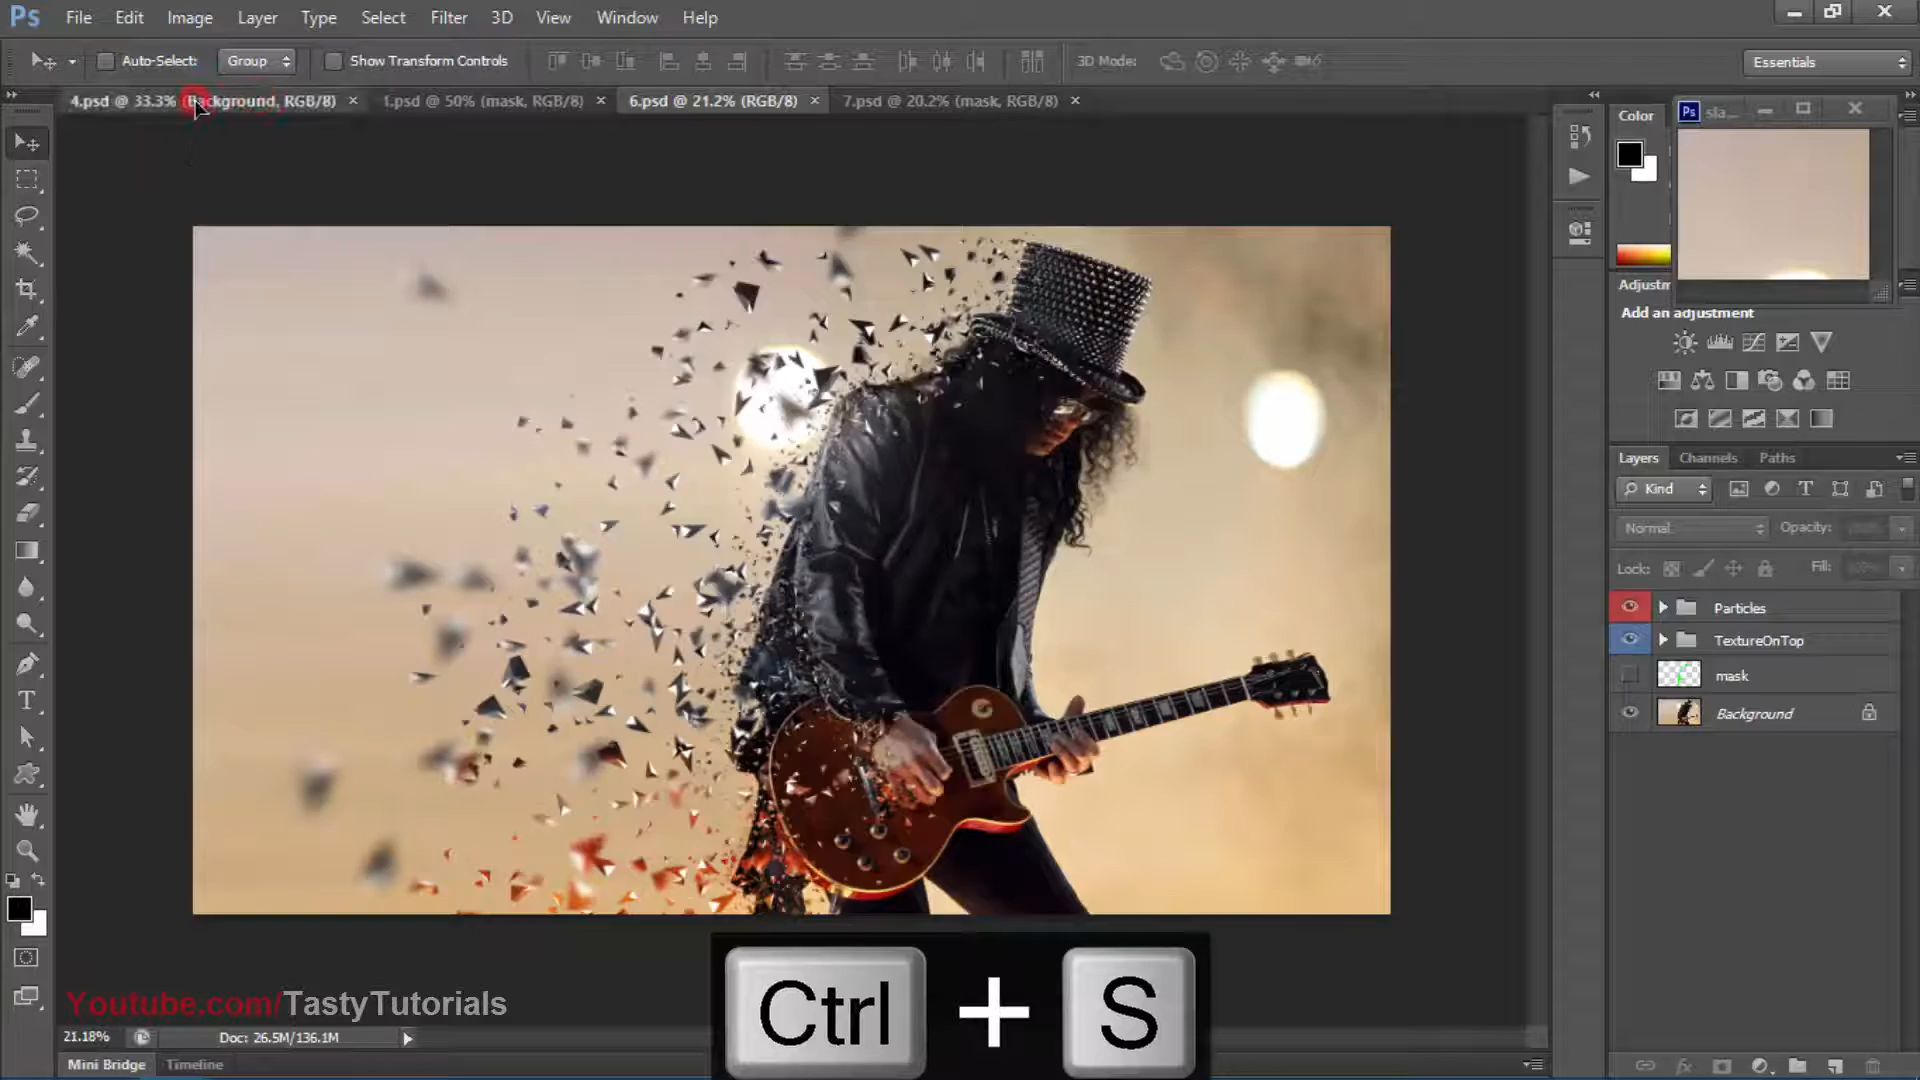 Ps File Edit Image Layer Type Select Filter 3D View Window Help
Auto-Select: Group Show Transform Controls 3D Mode: Essentials
4.psd @ 33.3% (Background, RGB/8) × 1.psd @ 50% (mask, RGB/8) × 6.psd @ 21.2% (RGB/8) × 7.psd @ 20.2% (mask, RGB/8) ×
Color
Ps sla...
Adjustm
Add an adjustment
Layers Channels Paths
Kind
Normal Opacity:
Lock: Fill:
Particles
TextureOnTop
mask
Background
Ctrl + S
Youtube.com/TastyTutorials
21.18% Doc: 26.5M/136.1M
Mini Bridge Timeline